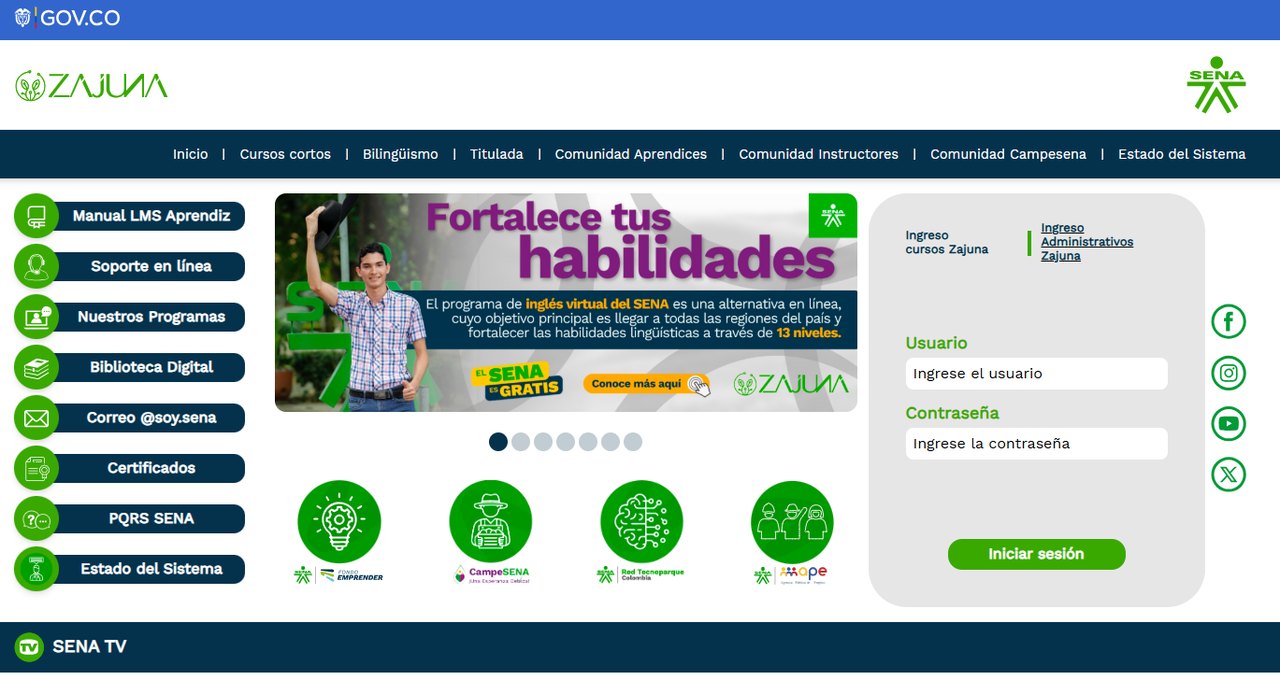 GOV.CO
ZAJUNA
SENA
Inicio | Cursos cortos | Bilingüismo | Titulada | Comunidad Aprendices | Comunidad Instructores | Comunidad Campesena | Estado del Sistema
Manual LMS Aprendiz
Soporte en línea
Nuestros Programas
Biblioteca Digital
Correo @soy.sena
Certificados
PQRS SENA
Estado del Sistema
Fortalece tus
habilidades
SENA
El programa de inglés virtual del SENA es una alternativa en línea,
cuyo objetivo principal es llegar a todas las regiones del país y
fortalecer las habilidades lingüísticas a través de 13 niveles.
EL SENA
ES GRATIS
Conoce más aquí
ZAJUNA
FONDO
EMPRENDER
CampeSENA
Red Tecnoparque
Colombia
ape
Ingreso
cursos Zajuna
Ingreso
Administrativos
Zajuna
Usuario
Ingrese el usuario
Contraseña
Ingrese la contraseña
Iniciar sesión
TV SENA TV